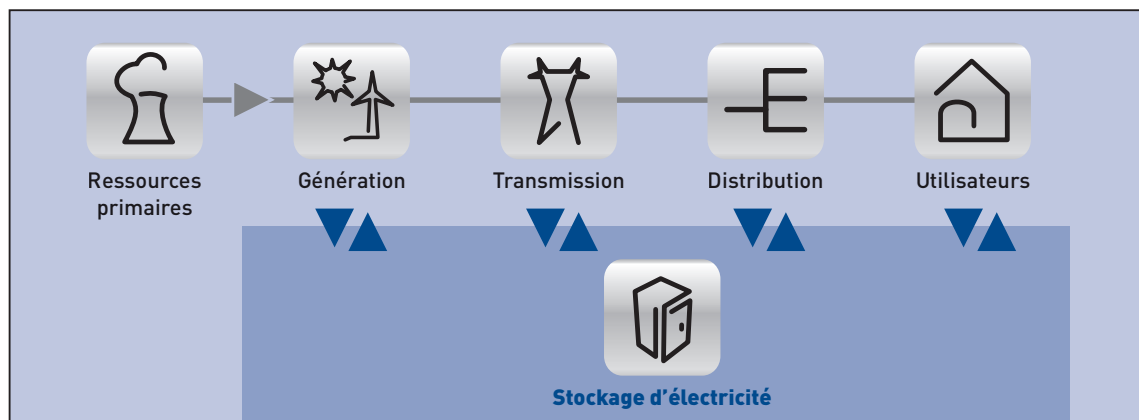 Ressources
primaires
Génération
Transmission
Distribution
Utilisateurs
Stockage d'électricité